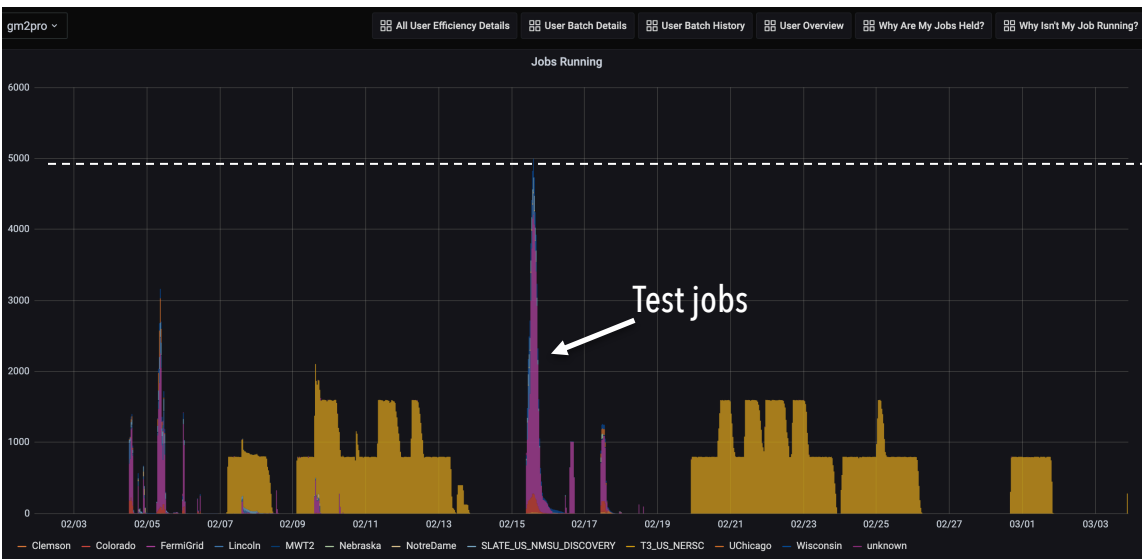 gm2pro
All User Efficiency Details
User Batch Details
User Batch History
User Overview
Why Are My Jobs Held?
Why Isn't My Job Running?
Jobs Running
6000
5000
4000
3000
2000
1000
0
Test jobs
02/03 02/05 02/07 02/09 02/11 02/13 02/15 02/17 02/19 02/21 02/23 02/25 02/27 03/01 03/03
Clemson Colorado FermiGrid Lincoln MWT2 Nebraska NotreDame SLATE_US_NMSU_DISCOVERY T3_US_NERSC UChicago Wisconsin unknown